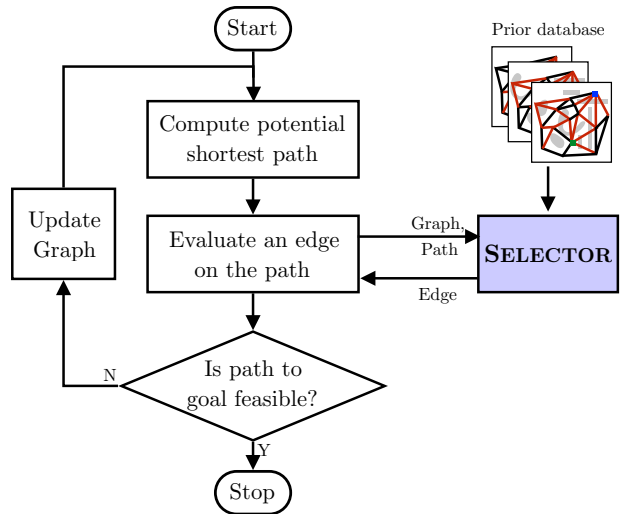 Start
Prior database
Compute potential
shortest path
Update
Graph
Evaluate an edge
on the path
Graph,
Path
SELECTOR
Edge
Is path to
goal feasible?
N
Y
Stop